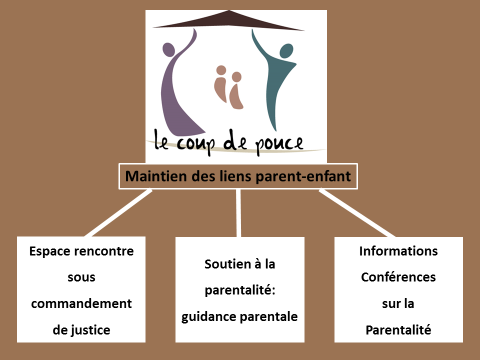 le coup de pouce
Maintien des liens parent-enfant
Espace rencontre
sous
commandement
de justice
Soutien à la
parentalité:
guidance parentale
Informations
Conférences
sur la
Parentalité